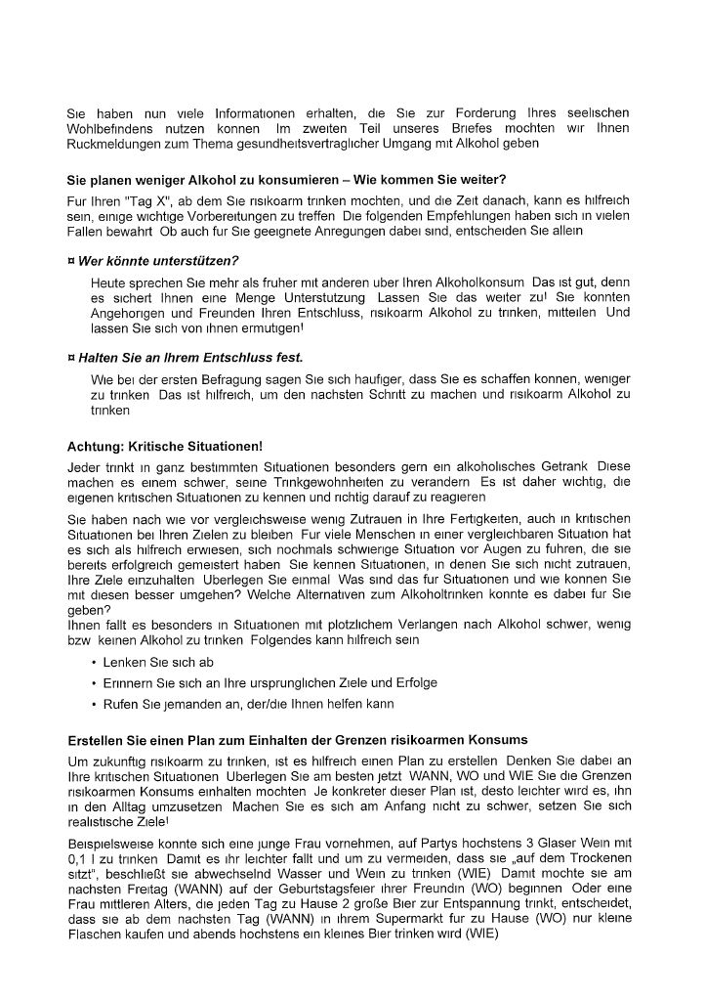 Sie haben nun viele Informationen erhalten, die Sie zur Forderung Ihres seelischen
Wohlbefindens nutzen konnen Im zweiten Teil unseres Briefes mochten wir Ihnen
Ruckmeldungen zum Thema gesundheitsvertraglicher Umgang mit Alkohol geben
Sie planen weniger Alkohol zu konsumieren – Wie kommen Sie weiter?
Fur Ihren "Tag X", ab dem Sie risikoarm trinken mochten, und die Zeit danach, kann es hilfreich
sein, einige wichtige Vorbereitungen zu treffen Die folgenden Empfehlungen haben sich in vielen
Fallen bewahrt Ob auch fur Sie geeignete Anregungen dabei sind, entscheiden Sie allein
¤ Wer könnte unterstützen?
Heute sprechen Sie mehr als fruher mit anderen uber Ihren Alkoholkonsum Das ist gut, denn
es sichert Ihnen eine Menge Unterstutzung Lassen Sie das weiter zu! Sie konnten
Angehorigen und Freunden Ihren Entschluss, risikoarm Alkohol zu trinken, mitteilen Und
lassen Sie sich von ihnen ermutigen!
¤ Halten Sie an Ihrem Entschluss fest.
Wie bei der ersten Befragung sagen Sie sich haufiger, dass Sie es schaffen konnen, weniger
zu trinken Das ist hilfreich, um den nachsten Schritt zu machen und risikoarm Alkohol zu
trinken
Achtung: Kritische Situationen!
Jeder trinkt in ganz bestimmten Situationen besonders gern ein alkoholisches Getrank Diese
machen es einem schwer, seine Trinkgewohnheiten zu verandern Es ist daher wichtig, die
eigenen kritischen Situationen zu kennen und richtig darauf zu reagieren
Sie haben nach wie vor vergleichsweise wenig Zutrauen in Ihre Fertigkeiten, auch in kritischen
Situationen bei Ihren Zielen zu bleiben Fur viele Menschen in einer vergleichbaren Situation hat
es sich als hilfreich erwiesen, sich nochmals schwierige Situation vor Augen zu fuhren, die sie
bereits erfolgreich gemeistert haben Sie kennen Situationen, in denen Sie sich nicht zutrauen,
Ihre Ziele einzuhalten Uberlegen Sie einmal Was sind das fur Situationen und wie konnen Sie
mit diesen besser umgehen? Welche Alternativen zum Alkoholtrinken konnte es dabei fur Sie
geben?
Ihnen fallt es besonders in Situationen mit plotzlichem Verlangen nach Alkohol schwer, wenig
bzw keinen Alkohol zu trinken Folgendes kann hilfreich sein
• Lenken Sie sich ab
• Erinnern Sie sich an Ihre ursprunglichen Ziele und Erfolge
• Rufen Sie jemanden an, der/die Ihnen helfen kann
Erstellen Sie einen Plan zum Einhalten der Grenzen risikoarmen Konsums
Um zukunftig risikoarm zu trinken, ist es hilfreich einen Plan zu erstellen Denken Sie dabei an
Ihre kritischen Situationen Uberlegen Sie am besten jetzt WANN, WO und WIE Sie die Grenzen
risikoarmen Konsums einhalten mochten Je konkreter dieser Plan ist, desto leichter wird es, ihn
in den Alltag umzusetzen Machen Sie es sich am Anfang nicht zu schwer, setzen Sie sich
realistische Ziele!
Beispielsweise konnte sich eine junge Frau vornehmen, auf Partys hochstens 3 Glaser Wein mit
0,1 l zu trinken Damit es ihr leichter fallt und um zu vermeiden, dass sie „auf dem Trockenen
sitzt", beschließt sie abwechselnd Wasser und Wein zu trinken (WIE) Damit mochte sie am
nachsten Freitag (WANN) auf der Geburtstagsfeier ihrer Freundin (WO) beginnen Oder eine
Frau mittleren Alters, die jeden Tag zu Hause 2 große Bier zur Entspannung trinkt, entscheidet,
dass sie ab dem nachsten Tag (WANN) in ihrem Supermarkt fur zu Hause (WO) nur kleine
Flaschen kaufen und abends hochstens ein kleines Bier trinken wird (WIE)